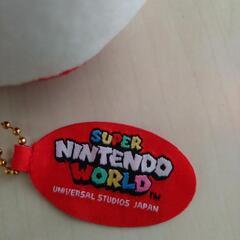 SUPER
NINTENDO
WORLD™
UNIVERSAL STUDIOS JAPAN